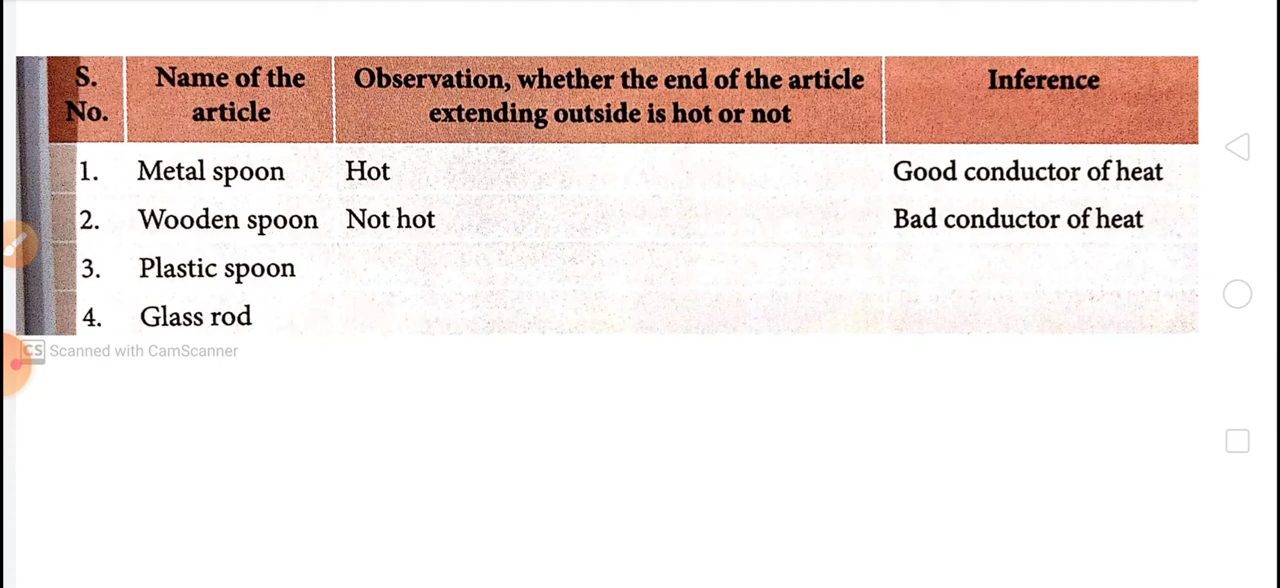 S. No. Name of the article Observation, whether the end of the article extending outside is hot or not Inference
1. Metal spoon Hot Good conductor of heat
2. Wooden spoon Not hot Bad conductor of heat
3. Plastic spoon
4. Glass rod
CS Scanned with CamScanner